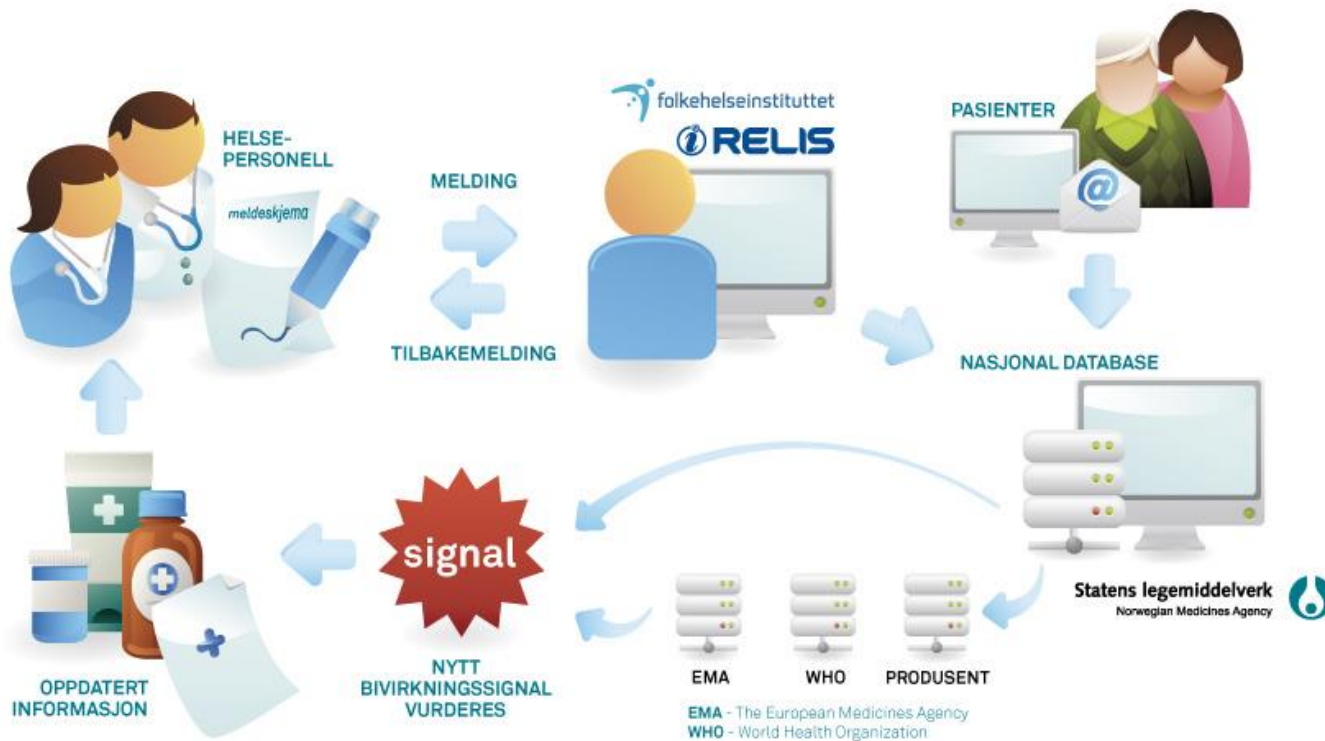 folkehelseinstituttet
RELIS
PASIENTER
HELSE-
PERSONELL
meldeskjema
MELDING
TILBAKEMELDING
@
NASJONAL DATABASE
signal
Statens legemiddelverk
Norwegian Medicines Agency
EMA
WHO
PRODUSENT
NYTT
BIVIRKNINGSSIGNAL
VURDERES
OPPDATERT
INFORMASJON
EMA - The European Medicines Agency
WHO - World Health Organization